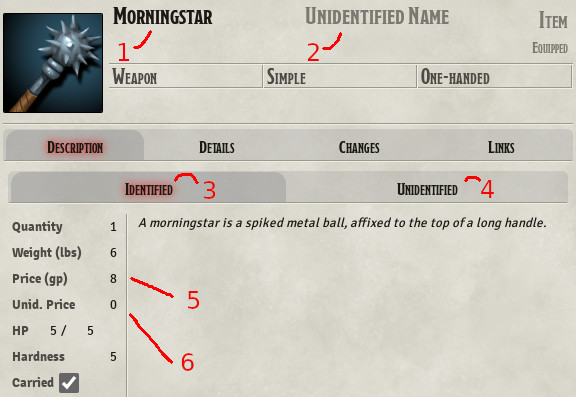 Morningstar
Unidentified Name
Item
1
2
Equipped
Weapon
Simple
One-handed
Description
Details
Changes
Links
Identified
3
Unidentified
4
Quantity 1
A morningstar is a spiked metal ball, affixed to the top of a long handle.
Weight (lbs) 6
Price (gp) 8
5
Unid. Price 0
HP 5 / 5
6
Hardness 5
Carried